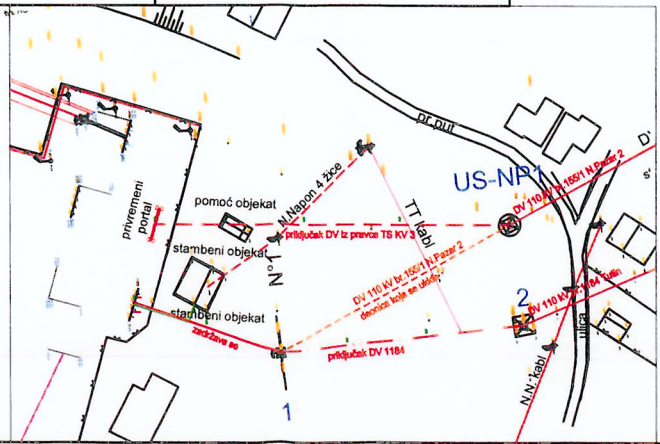 pr.put
US-NP1
D'
s'
DV 110 kV br.155/1 N.Pazar 2
N.Napon 4 žice
pomoć objekat
privremeni
portal
priključak DV iz pravca TS KV 3
TT kabl
stambeni objekat
N°1
DV 110 kV br.155/1 N.Pazar 2
deonica koja se ukida
2
DV 110 kV br.1184 Tutin
stambeni objekat
zadržava se
priključak DV 1184
ulica
N.N. kabl
1